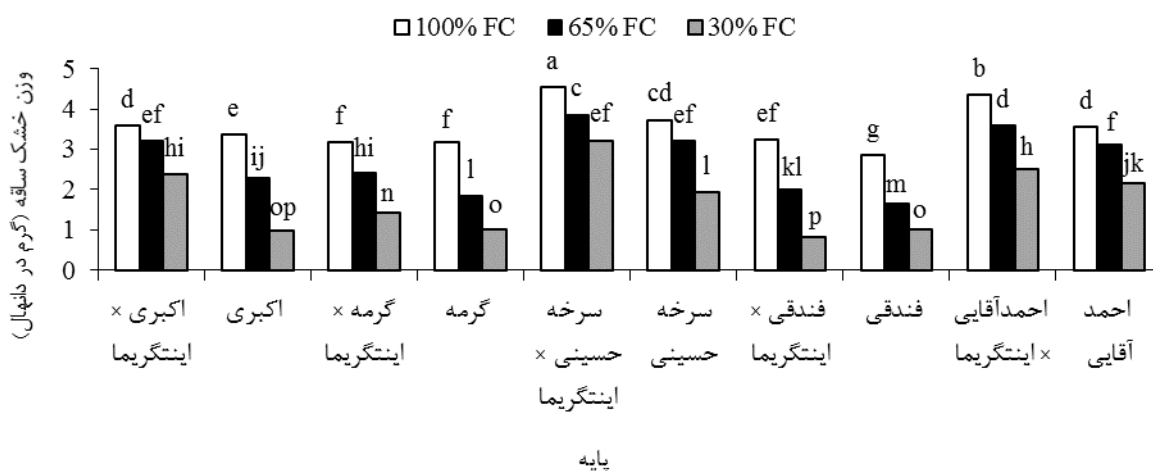 100% FC 65% FC 30% FC
وزن خشک ساقه (گرم در دانهال)
5
4
3
2
1
0
d ef hi e ij op f hi n f l o a c ef cd ef l ef kl p g m o b d h d f jk
اکبری ×
اینتگریما
اکبری
گرمه ×
اینتگریما
گرمه
سرخه
حسینی ×
اینتگریما
سرخه
حسینی
فندقی ×
اینتگریما
فندقی
احمدآقایی
× اینتگریما
احمد
آقایی
پایه